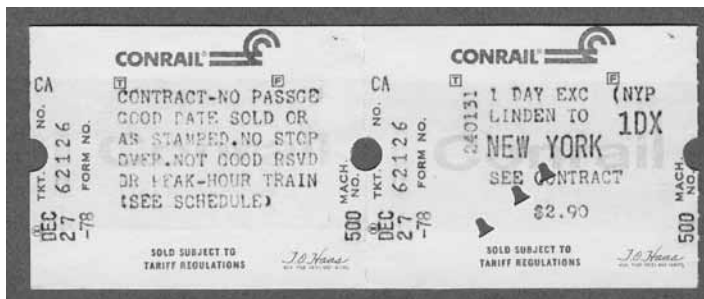 CONRAIL
CA
T
F
CONTRACT-NO PASSGE
GOOD DATE SOLD OR
AS STAMPED.NO STOP
OVER.NOT GOOD RSVD
OR PEAK-HOUR TRAIN
(SEE SCHEDULE)
TKT. NO.
62126
FORM NO.
DEC 27 -78
500 MACH.
SOLD SUBJECT TO
TARIFF REGULATIONS
CONRAIL
CA
T
F
240131
1 DAY EXC (NYP
LINDEN TO 1DX
NEW YORK
SEE CONTRACT
$2.90
TKT. NO.
62126
FORM NO.
DEC 27 -78
500 MACH.
SOLD SUBJECT TO
TARIFF REGULATIONS